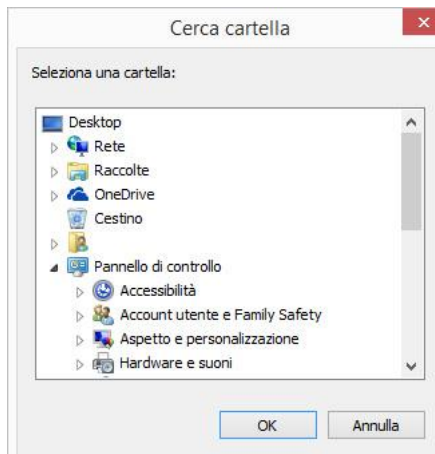 Cerca cartella
Seleziona una cartella:
Desktop
Rete
Raccolte
OneDrive
Cestino
Pannello di controllo
Accessibilità
Account utente e Family Safety
Aspetto e personalizzazione
Hardware e suoni
OK Annulla